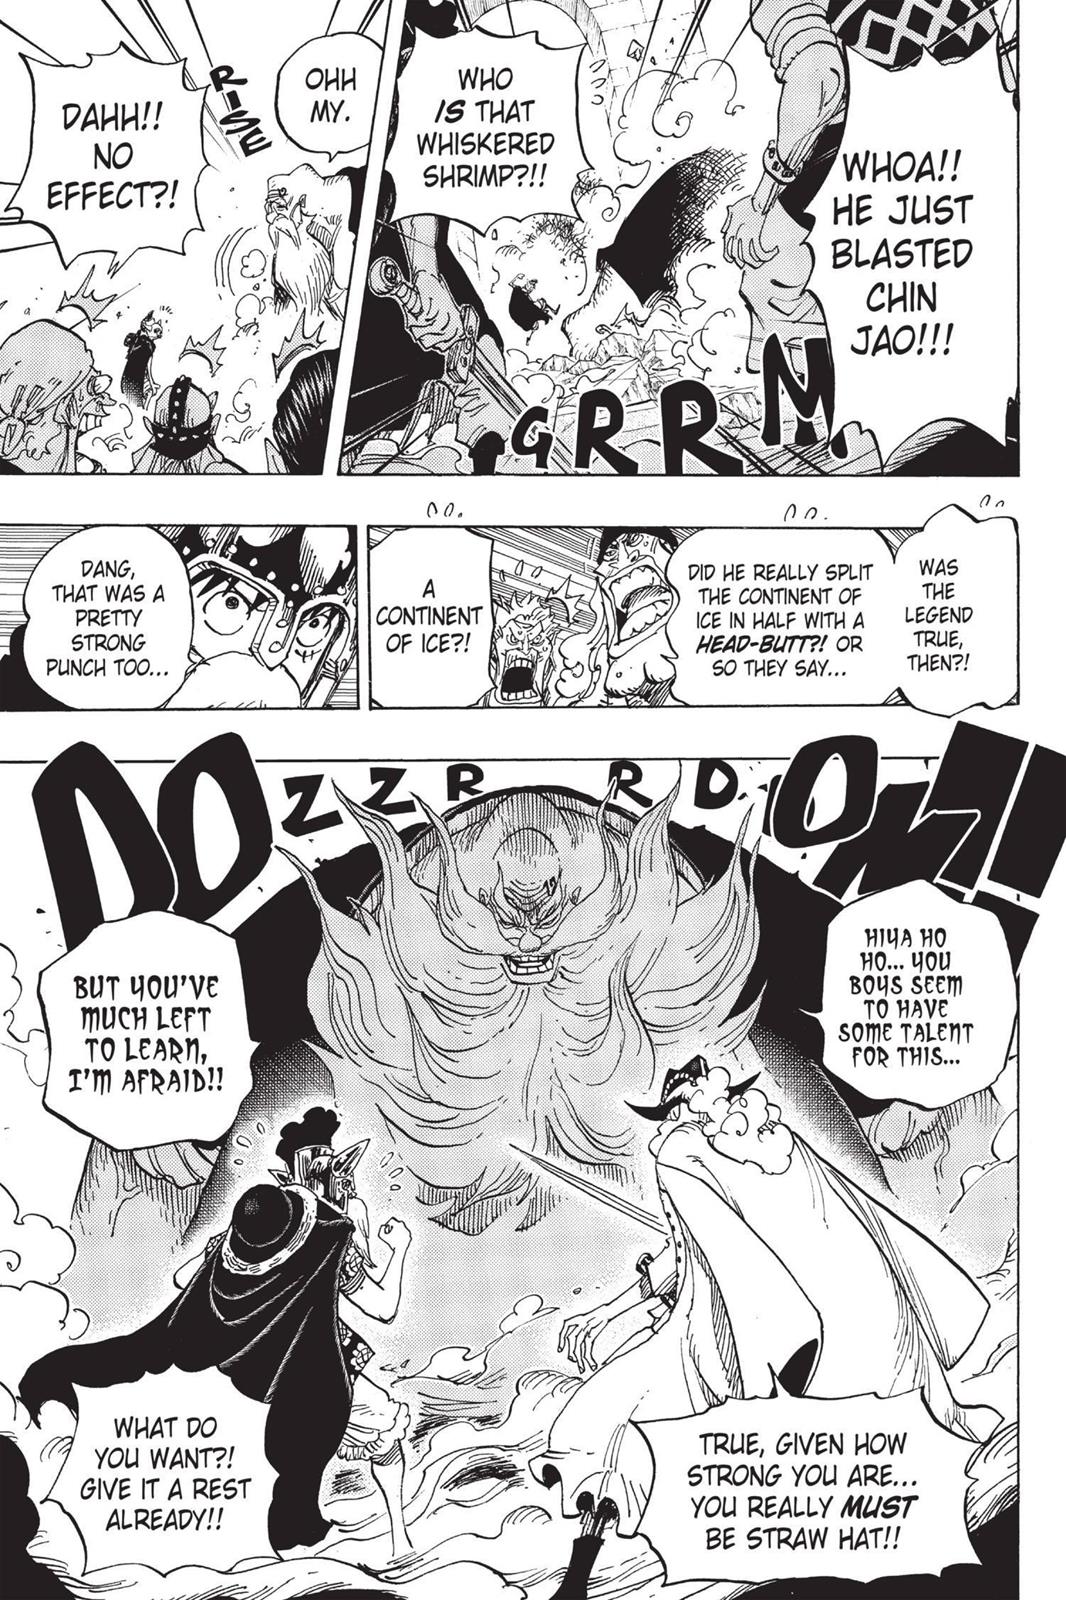 WHOA!!
HE JUST
BLASTED
CHIN
JAO!!!
WHO
IS THAT
WHISKERED
SHRIMP?!!
GRRM
OHH
MY.
RISE
DAHH!!
NO
EFFECT?!
WAS
THE
LEGEND
TRUE,
THEN?!
DID HE REALLY SPLIT
THE CONTINENT OF
ICE IN HALF WITH A
HEAD-BUTT?! OR
SO THEY SAY...
A
CONTINENT
OF ICE?!
DANG,
THAT WAS A
PRETTY
STRONG
PUNCH TOO...
DOZZRRDOOM!!
HIYA HO
HO... YOU
BOYS SEEM
TO HAVE
SOME TALENT
FOR THIS...
BUT YOU'VE
MUCH LEFT
TO LEARN,
I'M AFRAID!!
TRUE, GIVEN HOW
STRONG YOU ARE...
YOU REALLY MUST
BE STRAW HAT!!
WHAT DO
YOU WANT?!
GIVE IT A REST
ALREADY!!